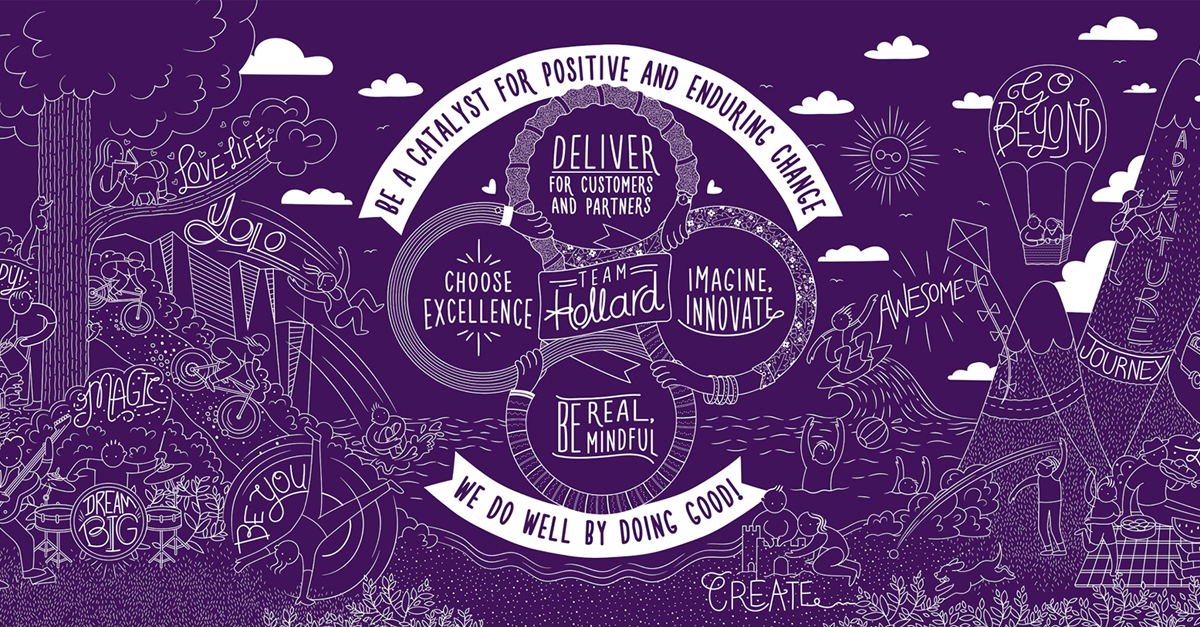 BE A CATALYST FOR POSITIVE AND ENDURING CHANGE
DELIVER
FOR CUSTOMERS
AND PARTNERS
CHOOSE
EXCELLENCE
TEAM
Hollard
IMAGINE,
INNOVATE
BE REAL,
MINDFUL
WE DO WELL BY DOING GOOD!
LOVE LIFE
YOLO
MAGIC
DREAM
BIG
BE YOU
AWESOME
GO
BEYOND
ADVENTURE
JOURNEY
CREATE